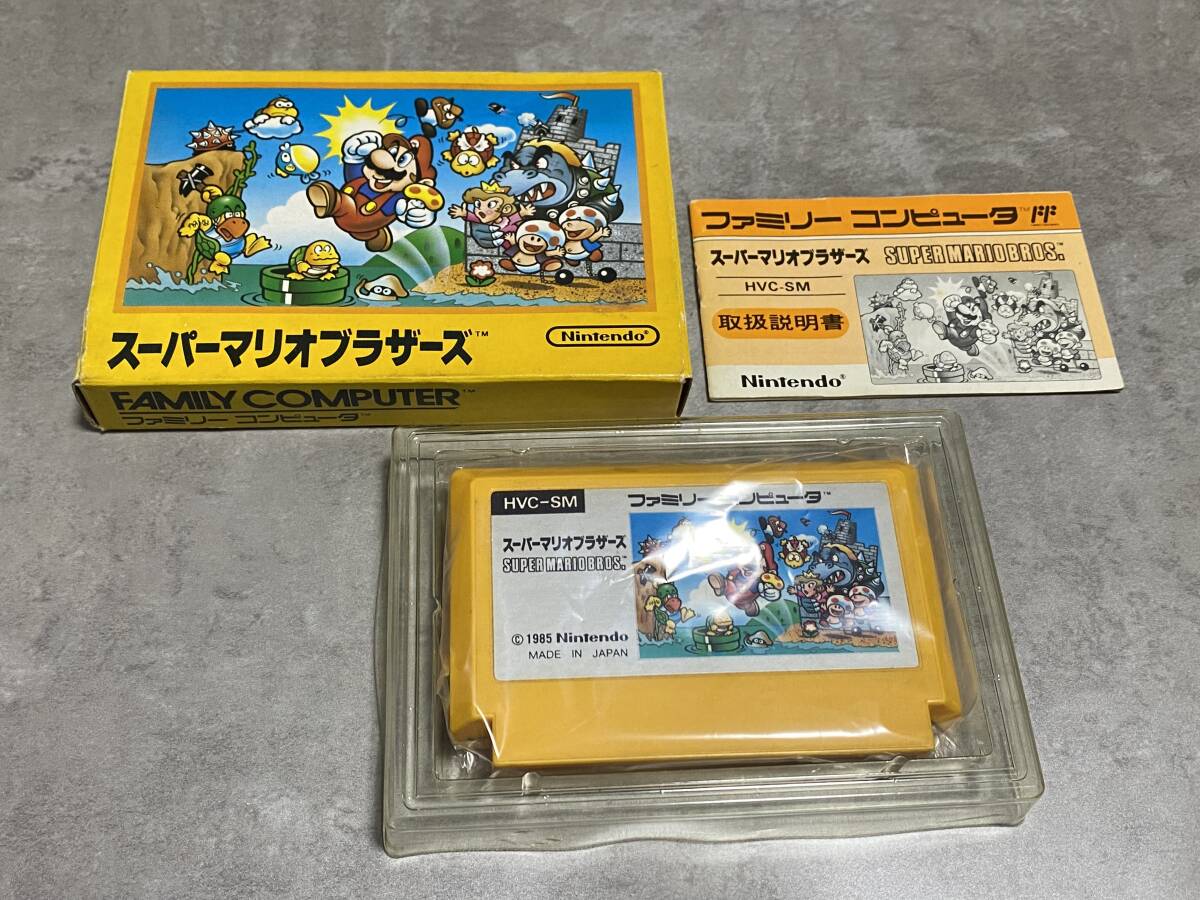 スーパーマリオブラザーズ™
Nintendo®
FAMILY COMPUTER™
ファミリー コンピュータ™
ファミリー コンピュータ™
スーパーマリオブラザーズ SUPER MARIO BROS.™
HVC-SM
取扱説明書
Nintendo®
HVC-SM
ファミリー コンピュータ™
スーパーマリオブラザーズ
SUPER MARIO BROS.™
© 1985 Nintendo
MADE IN JAPAN